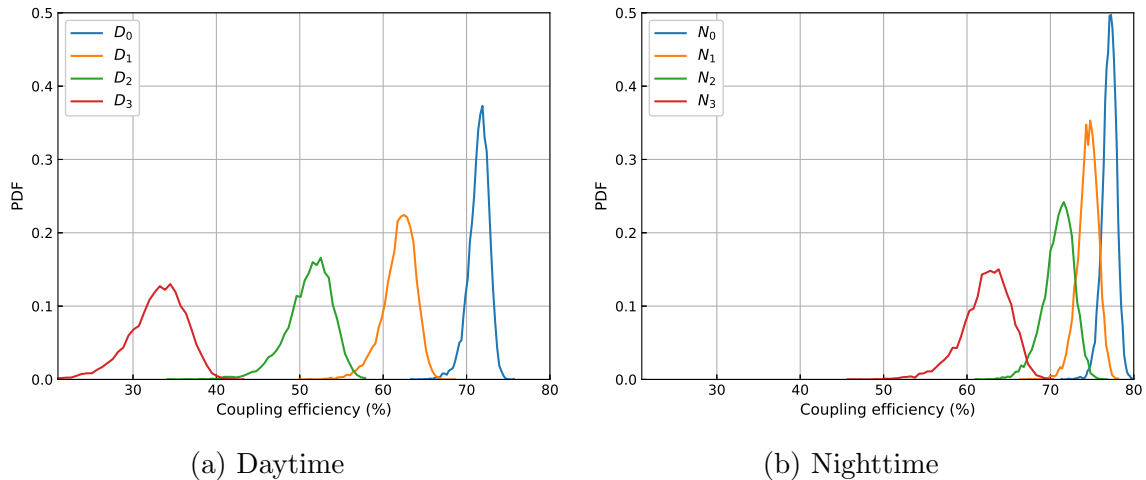 0.5
0.4
0.3
0.2
0.1
0.0
PDF
D₀
D₁
D₂
D₃
30 40 50 60 70 80
Coupling efficiency (%)
(a) Daytime
0.5
0.4
0.3
0.2
0.1
0.0
PDF
N₀
N₁
N₂
N₃
30 40 50 60 70 80
Coupling efficiency (%)
(b) Nighttime